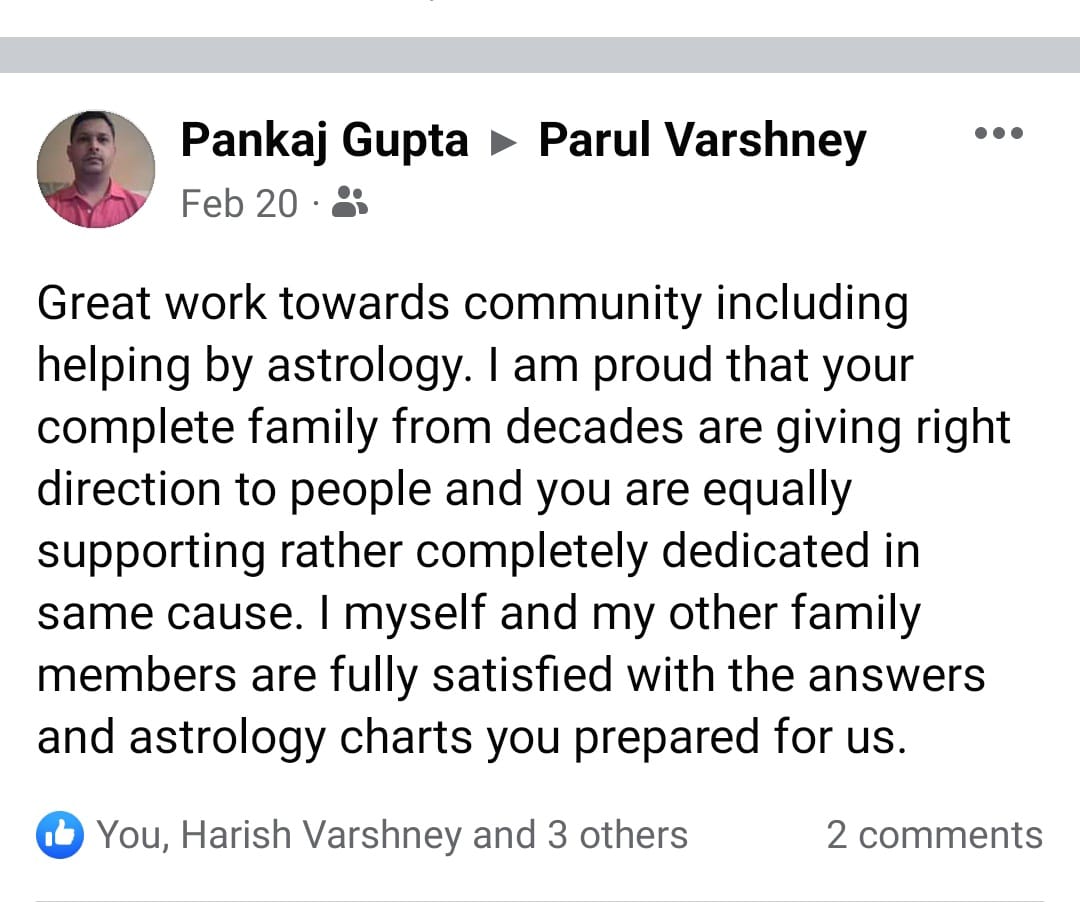 Pankaj Gupta ▸ Parul Varshney
Feb 20 ·
Great work towards community including
helping by astrology. I am proud that your
complete family from decades are giving right
direction to people and you are equally
supporting rather completely dedicated in
same cause. I myself and my other family
members are fully satisfied with the answers
and astrology charts you prepared for us.
You, Harish Varshney and 3 others 2 comments